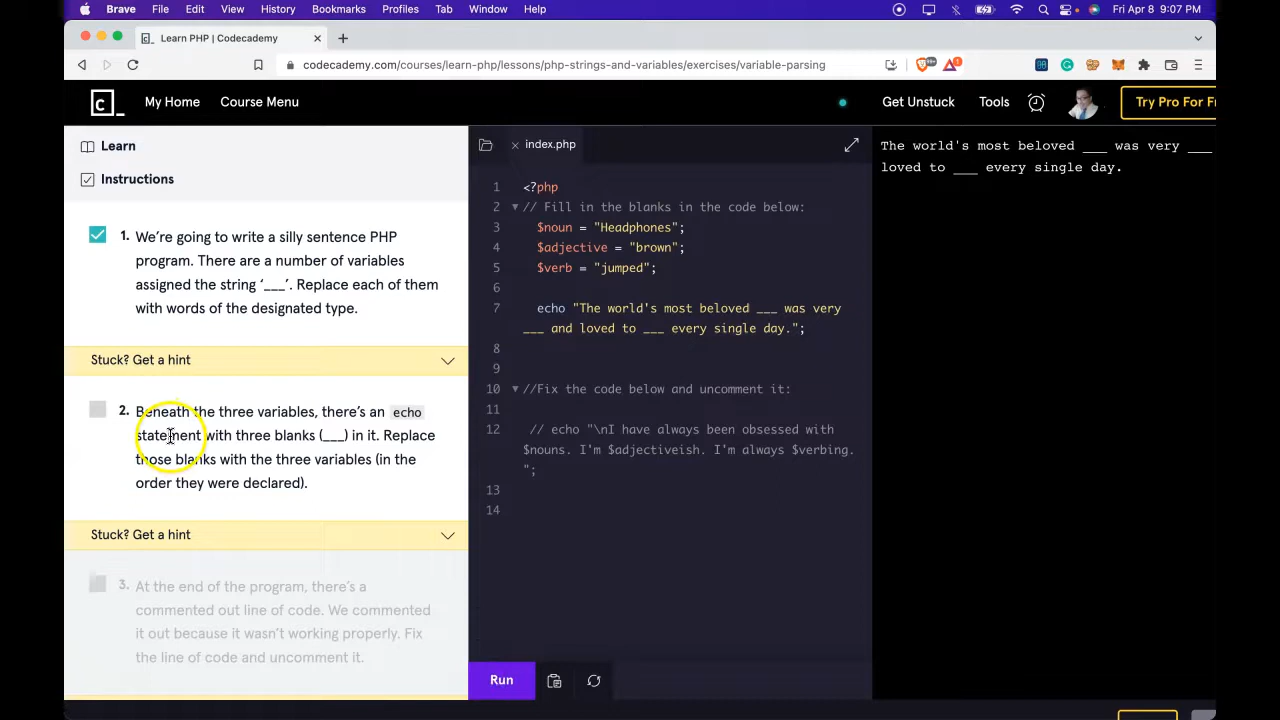 Brave File Edit View History Bookmarks Profiles Tab Window Help Fri Apr 8 9:07 PM
Learn PHP | Codecademy
codecademy.com/courses/learn-php/lessons/php-strings-and-variables/exercises/variable-parsing
My Home Course Menu Get Unstuck Tools Try Pro For Fr
Learn
Instructions
1. We're going to write a silly sentence PHP
program. There are a number of variables
assigned the string '___'. Replace each of them
with words of the designated type.
Stuck? Get a hint
2. Beneath the three variables, there's an echo
statement with three blanks (___) in it. Replace
those blanks with the three variables (in the
order they were declared).
Stuck? Get a hint
3. At the end of the program, there's a
commented out line of code. We commented
it out because it wasn't working properly. Fix
the line of code and uncomment it.
index.php
1 <?php
2 // Fill in the blanks in the code below:
3 $noun = "Headphones";
4 $adjective = "brown";
5 $verb = "jumped";
6
7 echo "The world's most beloved ___ was very
___ and loved to ___ every single day.";
8
9
10 //Fix the code below and uncomment it:
11
12 // echo "\nI have always been obsessed with
$nouns. I'm $adjectiveish. I'm always $verbing.
";
13
14
Run
The world's most beloved ___ was very ___
loved to ___ every single day.